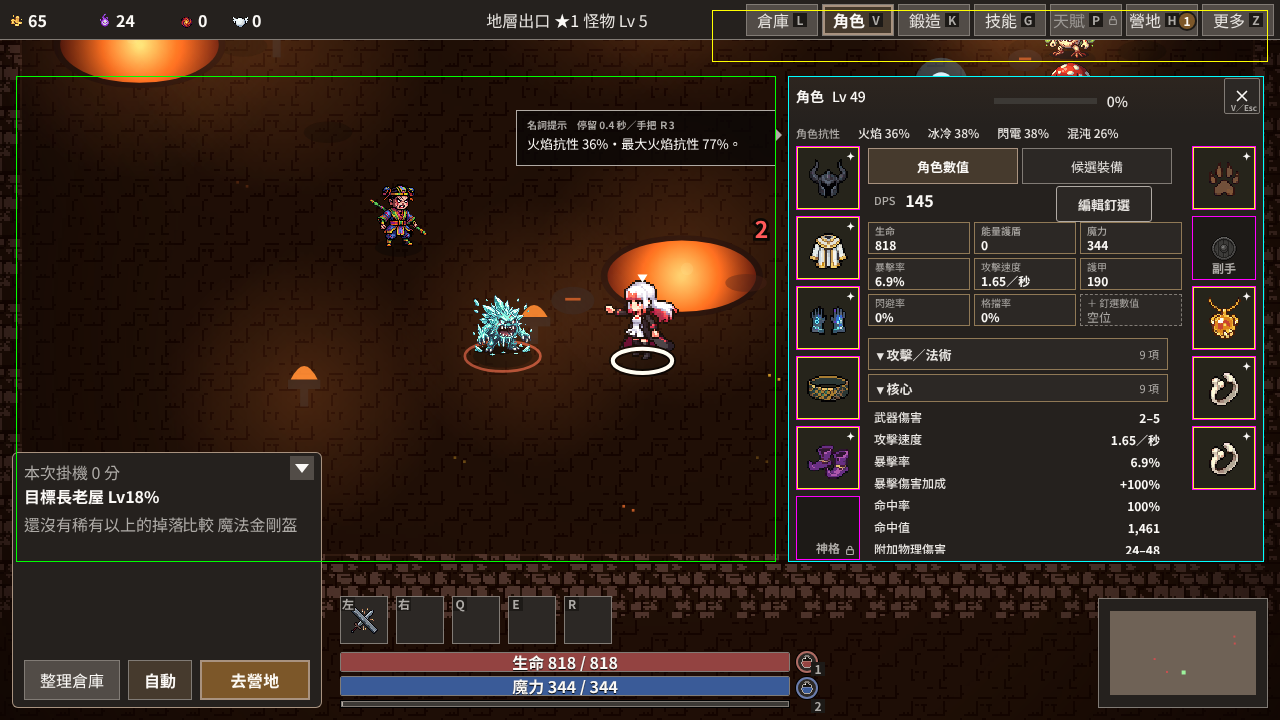 65
24
0
0
地層出口 ★1 怪物 Lv 5
倉庫 L
角色 V
鍛造 K
技能 G
天賦 P
營地 H 1
更多 Z
名詞提示 停留 0.4 秒／手把 R3
火焰抗性 36%・最大火焰抗性 77%。
2
角色 Lv 49
0%
V／Esc
角色抗性 火焰 36% 冰冷 38% 閃電 38% 混沌 26%
角色數值
候選裝備
DPS 145
編輯釘選
生命
818
能量護盾
0
魔力
344
暴擊率
6.9%
攻擊速度
1.65／秒
護甲
190
閃避率
0%
格擋率
0%
＋ 釘選數值
空位
副手
神格
▼攻擊／法術 9 項
▼核心 9 項
武器傷害 2–5
攻擊速度 1.65／秒
暴擊率 6.9%
暴擊傷害加成 +100%
命中率 100%
命中值 1,461
附加物理傷害 24–48
本次掛機 0 分
目標長老屋 Lv18%
還沒有稀有以上的掉落比較 魔法金剛盔
整理倉庫
自動
去營地
左
右
Q
E
R
生命 818 / 818
1
魔力 344 / 344
2